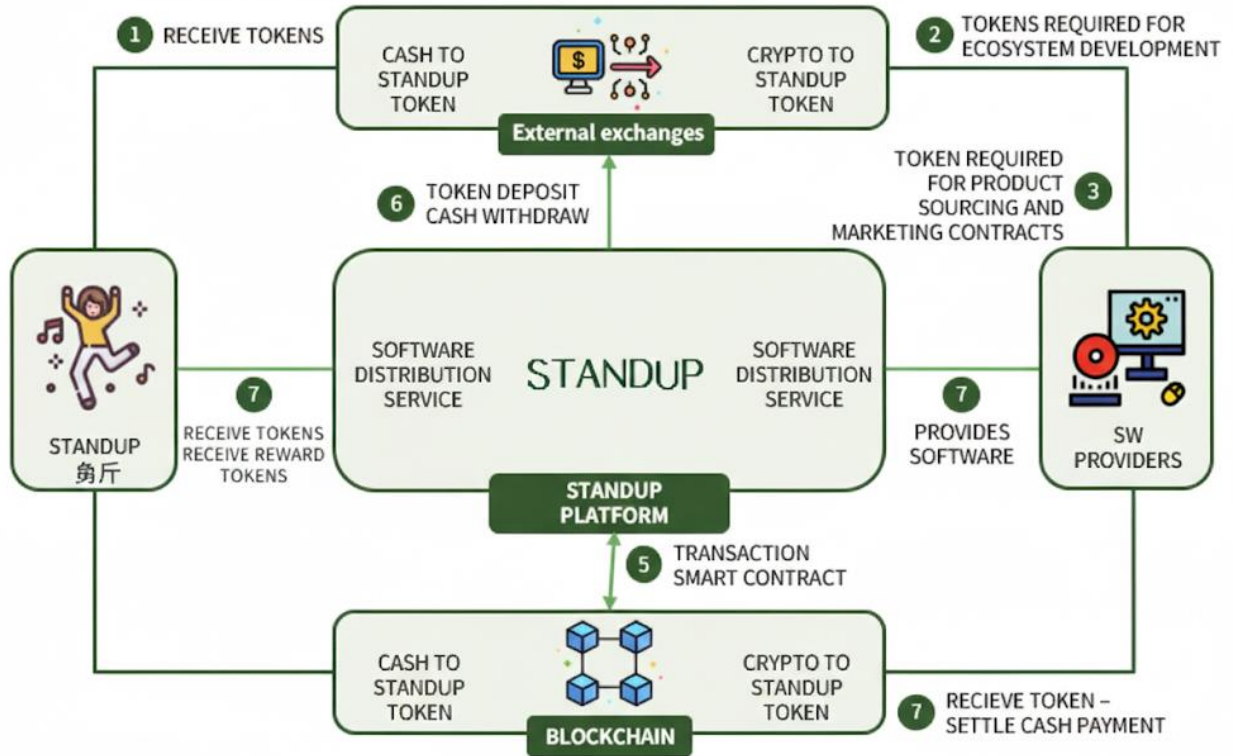 1 RECEIVE TOKENS
CASH TO
STANDUP
TOKEN
$
CRYPTO TO
STANDUP
TOKEN
External exchanges
2 TOKENS REQUIRED FOR
ECOSYSTEM DEVELOPMENT
TOKEN REQUIRED
FOR PRODUCT
SOURCING AND
MARKETING CONTRACTS
3
6 TOKEN DEPOSIT
CASH WITHDRAW
STANDUP
7
RECEIVE TOKENS
RECEIVE REWARD
TOKENS
SOFTWARE
DISTRIBUTION
SERVICE
STANDUP
SOFTWARE
DISTRIBUTION
SERVICE
STANDUP
PLATFORM
7
PROVIDES
SOFTWARE
SW
PROVIDERS
5 TRANSACTION
SMART CONTRACT
CASH TO
STANDUP
TOKEN
CRYPTO TO
STANDUP
TOKEN
BLOCKCHAIN
7 RECIEVE TOKEN –
SETTLE CASH PAYMENT